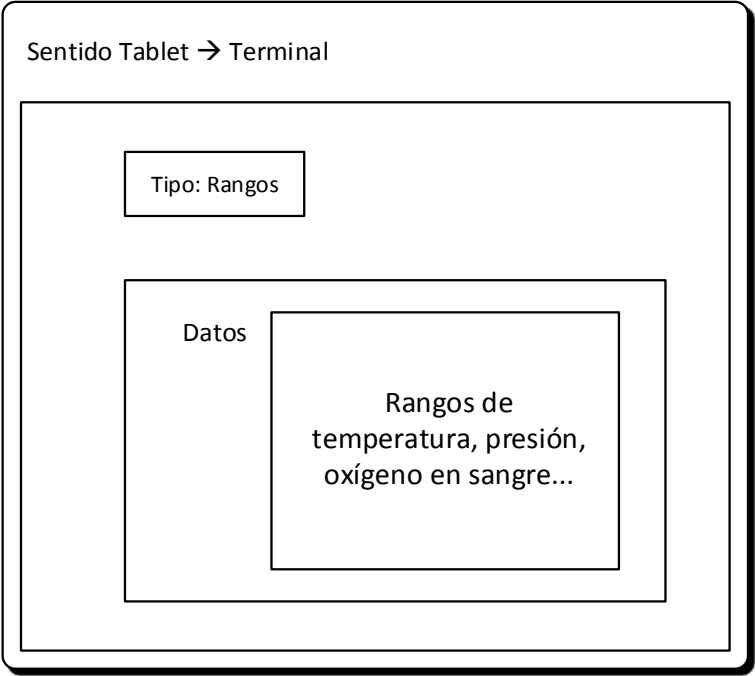 Sentido Tablet → Terminal
Tipo: Rangos
Datos
Rangos de
temperatura, presión,
oxígeno en sangre...